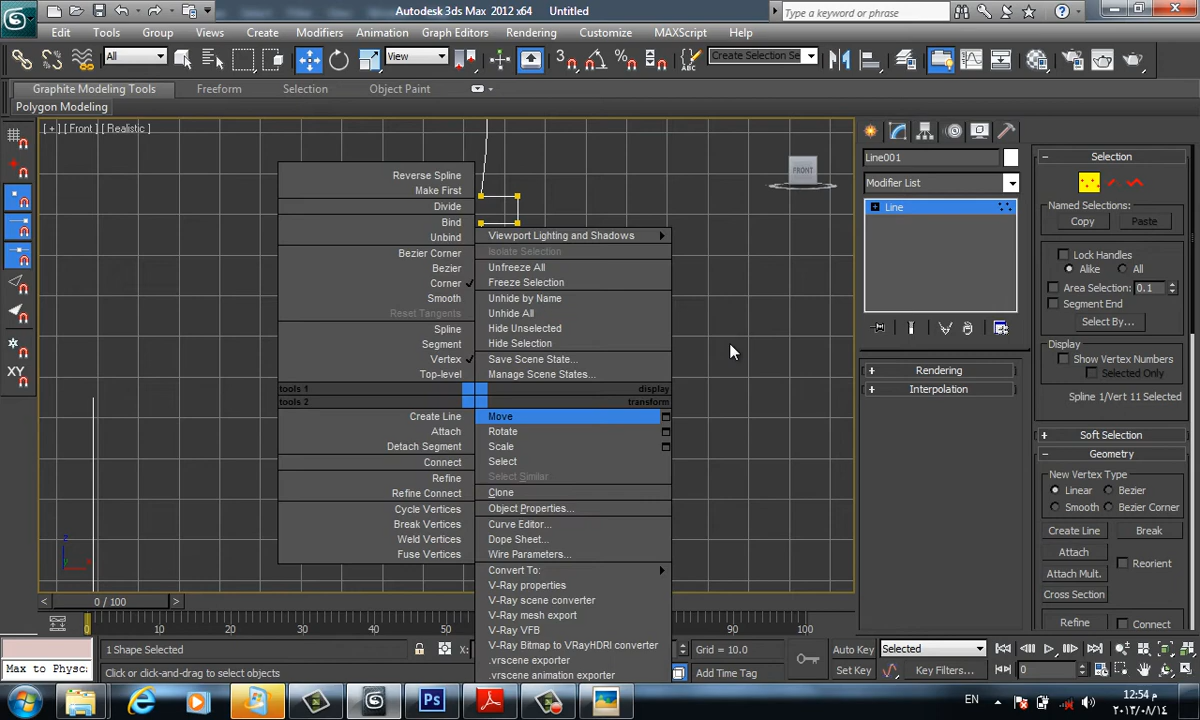 Autodesk 3ds Max 2012 x64 Untitled
Type a keyword or phrase
Edit Tools Group Views Create Modifiers Animation Graph Editors Rendering Customize MAXScript Help
All View 3 Create Selection Se
Graphite Modeling Tools Freeform Selection Object Paint
Polygon Modeling
[ + ] [ Front ] [ Realistic ]
FRONT
Reverse Spline
Make First
Divide
Bind
Unbind
Bezier Corner
Bezier
Corner
Smooth
Reset Tangents
Spline
Segment
Vertex
Top-level
tools 1
tools 2
Create Line
Attach
Detach Segment
Connect
Refine
Refine Connect
Cycle Vertices
Break Vertices
Weld Vertices
Fuse Vertices
Viewport Lighting and Shadows
Isolate Selection
Unfreeze All
Freeze Selection
Unhide by Name
Unhide All
Hide Unselected
Hide Selection
Save Scene State...
Manage Scene States...
display
transform
Move
Rotate
Scale
Select
Select Similar
Clone
Object Properties...
Curve Editor...
Dope Sheet...
Wire Parameters...
Convert To:
V-Ray properties
V-Ray scene converter
V-Ray mesh export
V-Ray VFB
V-Ray Bitmap to VRayHDRI converter
.vrscene exporter
.vrscene animation exporter
XY
z
x
Line001
Modifier List
Line
Rendering
Interpolation
Selection
Named Selections:
Copy Paste
Lock Handles
Alike All
Area Selection: 0.1
Segment End
Select By...
Display
Show Vertex Numbers
Selected Only
Spline 1/Vert 11 Selected
Soft Selection
Geometry
New Vertex Type
Linear Bezier
Smooth Bezier Corner
Create Line Break
Attach Reorient
Attach Mult.
Cross Section
Refine Connect
0 / 100
0 10 20 30 40 90 100
1 Shape Selected X: Grid = 10.0 Auto Key Selected
Max to Physc Click or click-and-drag to select objects Add Time Tag Set Key Key Filters... 0
EN 12:54 م
٢٠١٣/٠٨/١٤